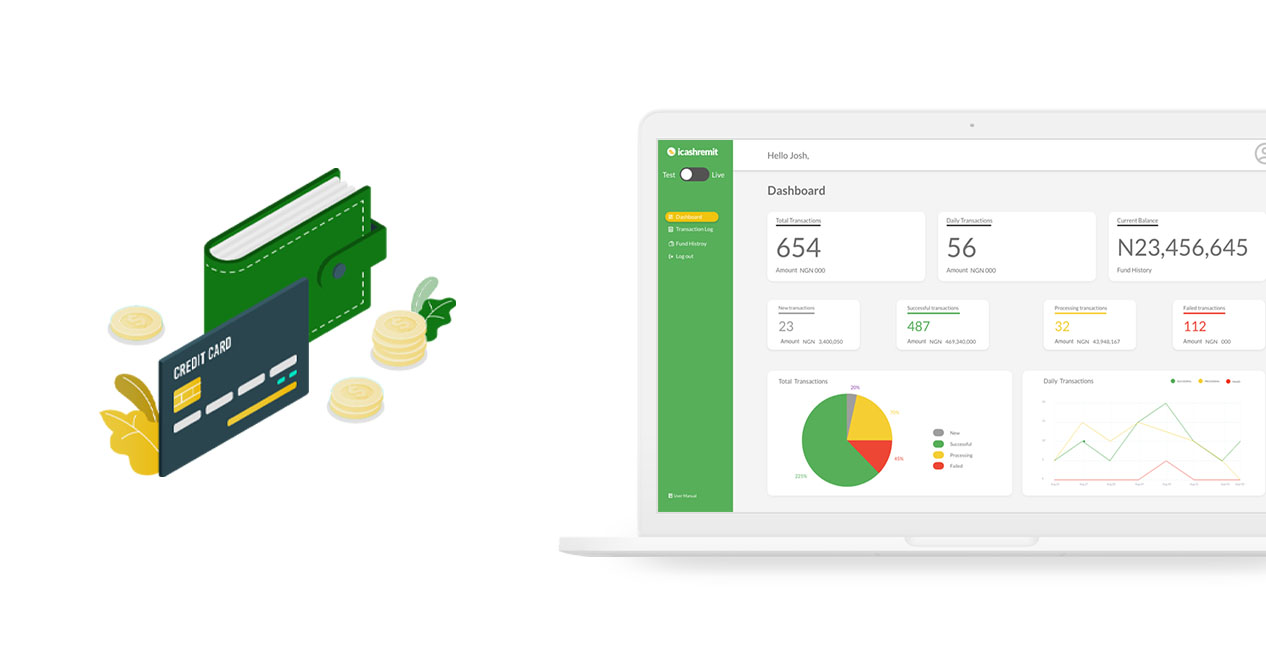 CREDIT CARD
icashremit
Test Live
Hello Josh,
Dashboard
Dashboard
Transaction Log
Fund Histroy
Log out
User Manual
Total Transactions
654
Amount NGN 000
Daily Transactions
56
Amount NGN 000
Current Balance
N23,456,645
Fund History
New transactions
23
Amount NGN 3,400,050
Successful transactions
487
Amount NGN 469,340,000
Processing transactions
32
Amount NGN 43,948,167
Failed transactions
112
Amount NGN 000
Total Transactions
20%
45%
221%
New
Successful
Processing
Failed
Daily Transactions